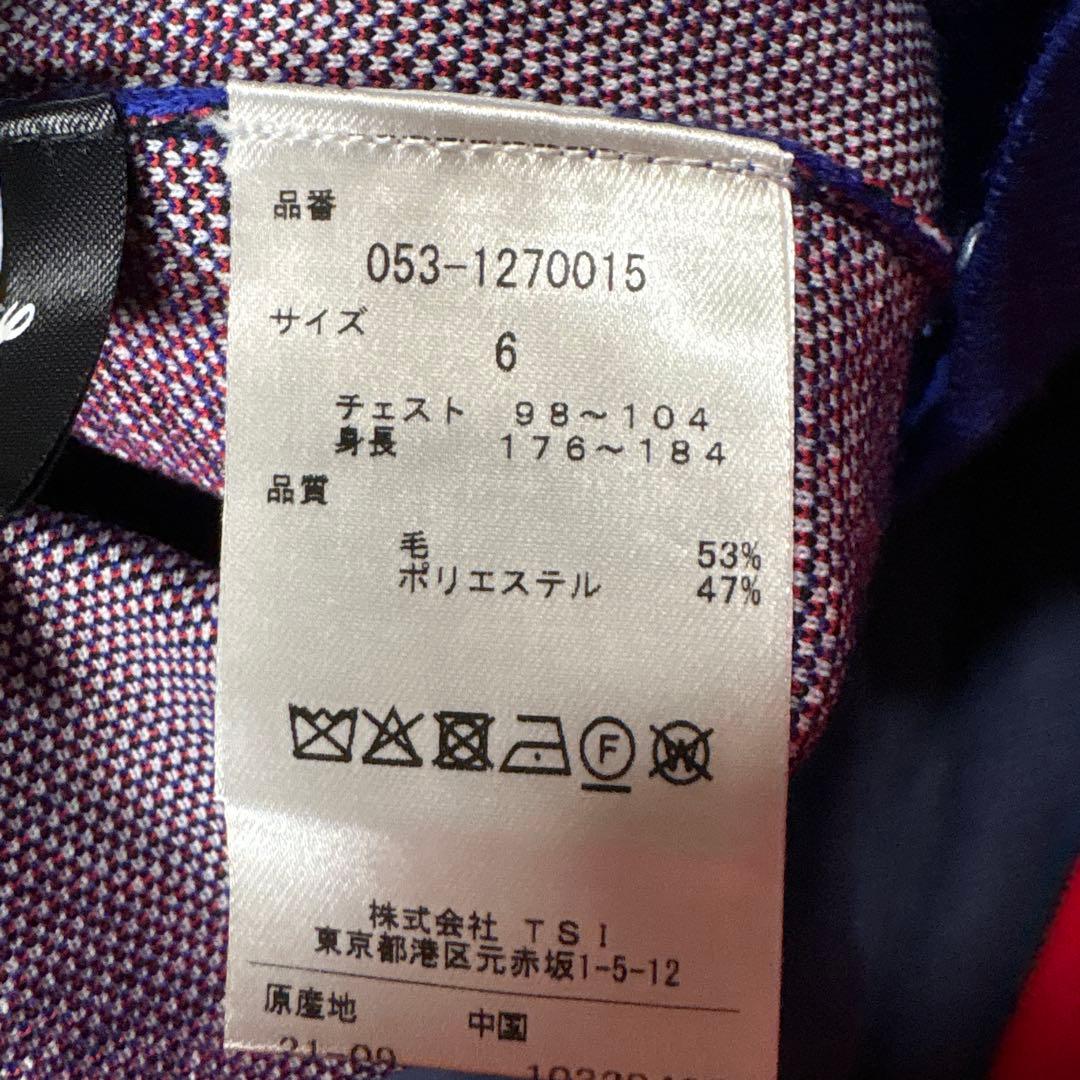 品番
053-1270015
サイズ
6
チェスト 98～104
身長 176～184
品質
毛 53%
ポリエステル 47%
F
W
株式会社 TSI
東京都港区元赤坂1-5-12
原産地 中国
21-09